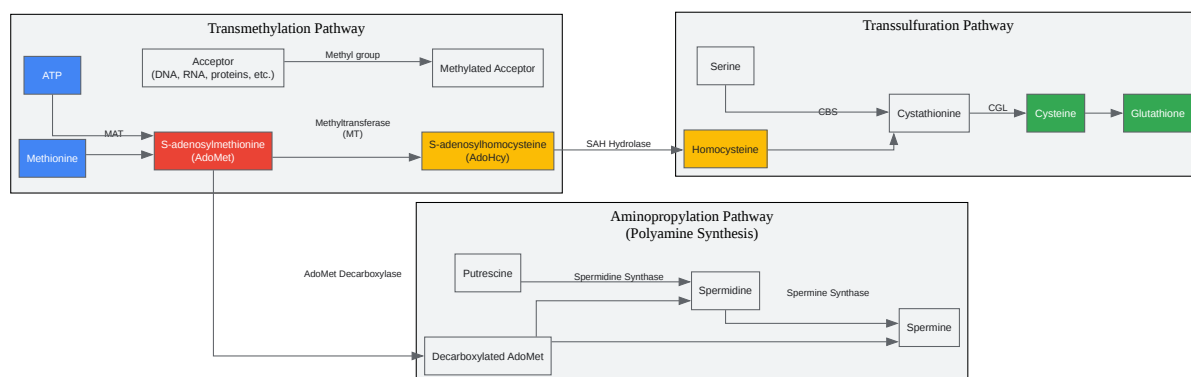 Transmethylation Pathway
ATP
Acceptor
(DNA, RNA, proteins, etc.)
Methyl group
Methylated Acceptor
MAT
Methionine
S-adenosylmethionine
(AdoMet)
Methyltransferase
(MT)
S-adenosylhomocysteine
(AdoHcy)
SAH Hydrolase
Transsulfuration Pathway
Serine
CBS
Homocysteine
Cystathionine
CGL
Cysteine
Glutathione
AdoMet Decarboxylase
Aminopropylation Pathway
(Polyamine Synthesis)
Putrescine
Spermidine Synthase
Spermidine
Spermine Synthase
Spermine
Decarboxylated AdoMet